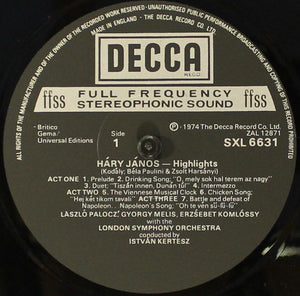 ALL RIGHTS OF THE MANUFACTURER AND OF THE OWNER OF THE RECORDED WORK RESERVED · UNAUTHORISED PUBLIC PERFORMANCE BROADCASTING AND COPYING OF THIS RECORD PROHIBITED
MADE IN ENGLAND · THE DECCA RECORD CO. LTD.
DECCA
RECORDS
ffss
FULL FREQUENCY
STEREOPHONIC SOUND
ffss
Britico
Gema:
Universal Editions
Side
1
℗ 1974 The Decca Record Co. Ltd.
ZAL 12871
SXL 6631
HÁRY JÁNOS — Highlights
(Kodály; Béla Paulini & Zsolt Harsányi)
ACT ONE 1. Prelude 2. Drinking Song; "O, mely sok hal terem az nagy"
3. Duet: "Tiszán innen, Dunán túl" 4. Intermezzo
ACT TWO 6. The Viennese Musical Clock 6. Chicken Song;
"Hej két tikom tavali" ACT THREE 7. Battle and defeat of
Napoleon . . Napoleon's Song; "Oh te vén sü-lü-lü"
LÁSZLÓ PALÓCZ, GYÖRGY MELIS, ERZSÉBET KOMLÓSSY
with the
LONDON SYMPHONY ORCHESTRA
conducted by
ISTVÁN KERTESZ